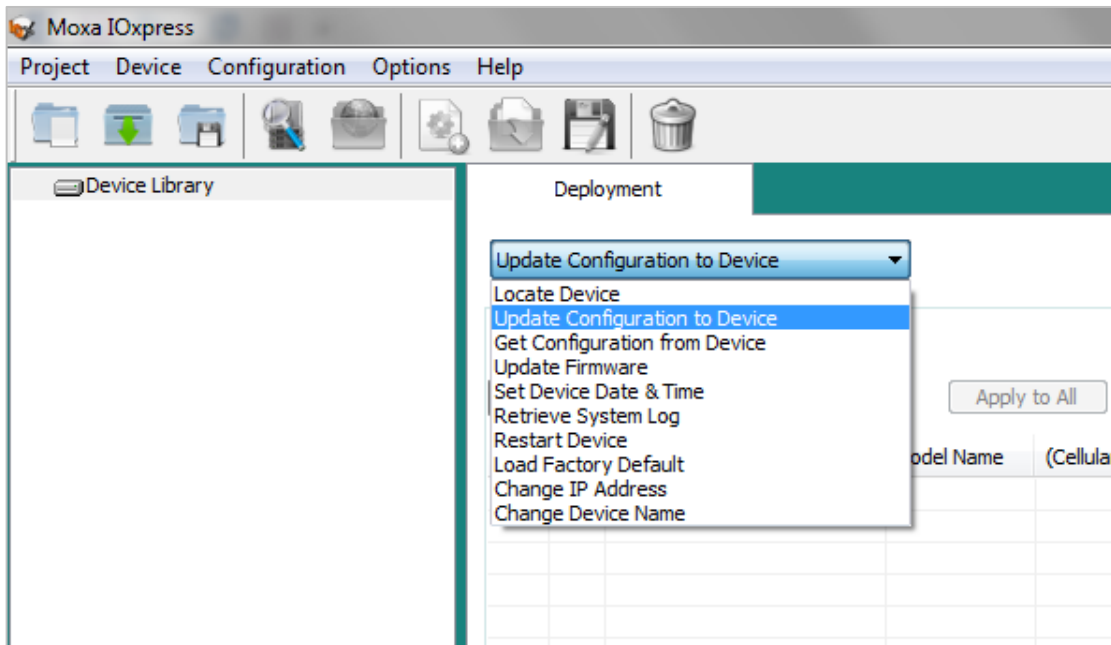 Moxa IOxpress
Project Device Configuration Options Help
Device Library
Deployment
Update Configuration to Device
Locate Device
Update Configuration to Device
Get Configuration from Device
Update Firmware
Set Device Date & Time
Apply to All
Retrieve System Log
Restart Device
Load Factory Default
odel Name (Cellula
Change IP Address
Change Device Name